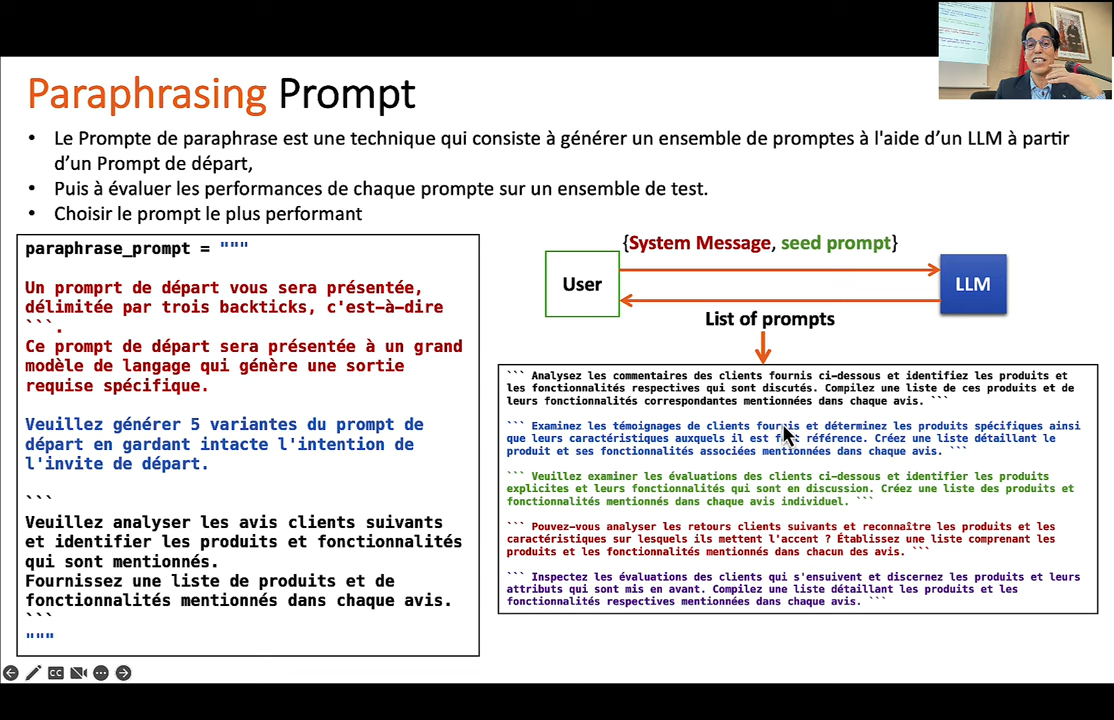 Paraphrasing Prompt
• Le Prompte de paraphrase est une technique qui consiste à générer un ensemble de promptes à l'aide d'un LLM à partir
d'un Prompt de départ,
• Puis à évaluer les performances de chaque prompte sur un ensemble de test.
• Choisir le prompt le plus performant
paraphrase_prompt = """
Un promprt de départ vous sera présentée,
délimitée par trois backticks, c'est-à-dire
```.
Ce prompt de départ sera présentée à un grand
modèle de langage qui génère une sortie
requise spécifique.
Veuillez générer 5 variantes du prompt de
départ en gardant intacte l'intention de
l'invite de départ.
```
Veuillez analyser les avis clients suivants
et identifier les produits et fonctionnalités
qui sont mentionnés.
Fournissez une liste de produits et de
fonctionnalités mentionnés dans chaque avis.
```
"""
{System Message, seed prompt}
User
LLM
List of prompts
``` Analysez les commentaires des clients fournis ci-dessous et identifiez les produits et
les fonctionnalités respectives qui sont discutés. Compilez une liste de ces produits et de
leurs fonctionnalités correspondantes mentionnées dans chaque avis. ```
``` Examinez les témoignages de clients fournis et déterminez les produits spécifiques ainsi
que leurs caractéristiques auxquels il est fait référence. Créez une liste détaillant le
produit et ses fonctionnalités associées mentionnées dans chaque avis. ```
``` Veuillez examiner les évaluations des clients ci-dessous et identifier les produits
explicites et leurs fonctionnalités qui sont en discussion. Créez une liste des produits et
fonctionnalités mentionnés dans chaque avis individuel. ```
``` Pouvez-vous analyser les retours clients suivants et reconnaître les produits et les
caractéristiques sur lesquels ils mettent l'accent ? Établissez une liste comprenant les
produits et les fonctionnalités mentionnés dans chacun des avis. ```
``` Inspectez les évaluations des clients qui s'ensuivent et discernez les produits et leurs
attributs qui sont mis en avant. Compilez une liste détaillant les produits et les
fonctionnalités respectives mentionnées dans chaque avis. ```
CC